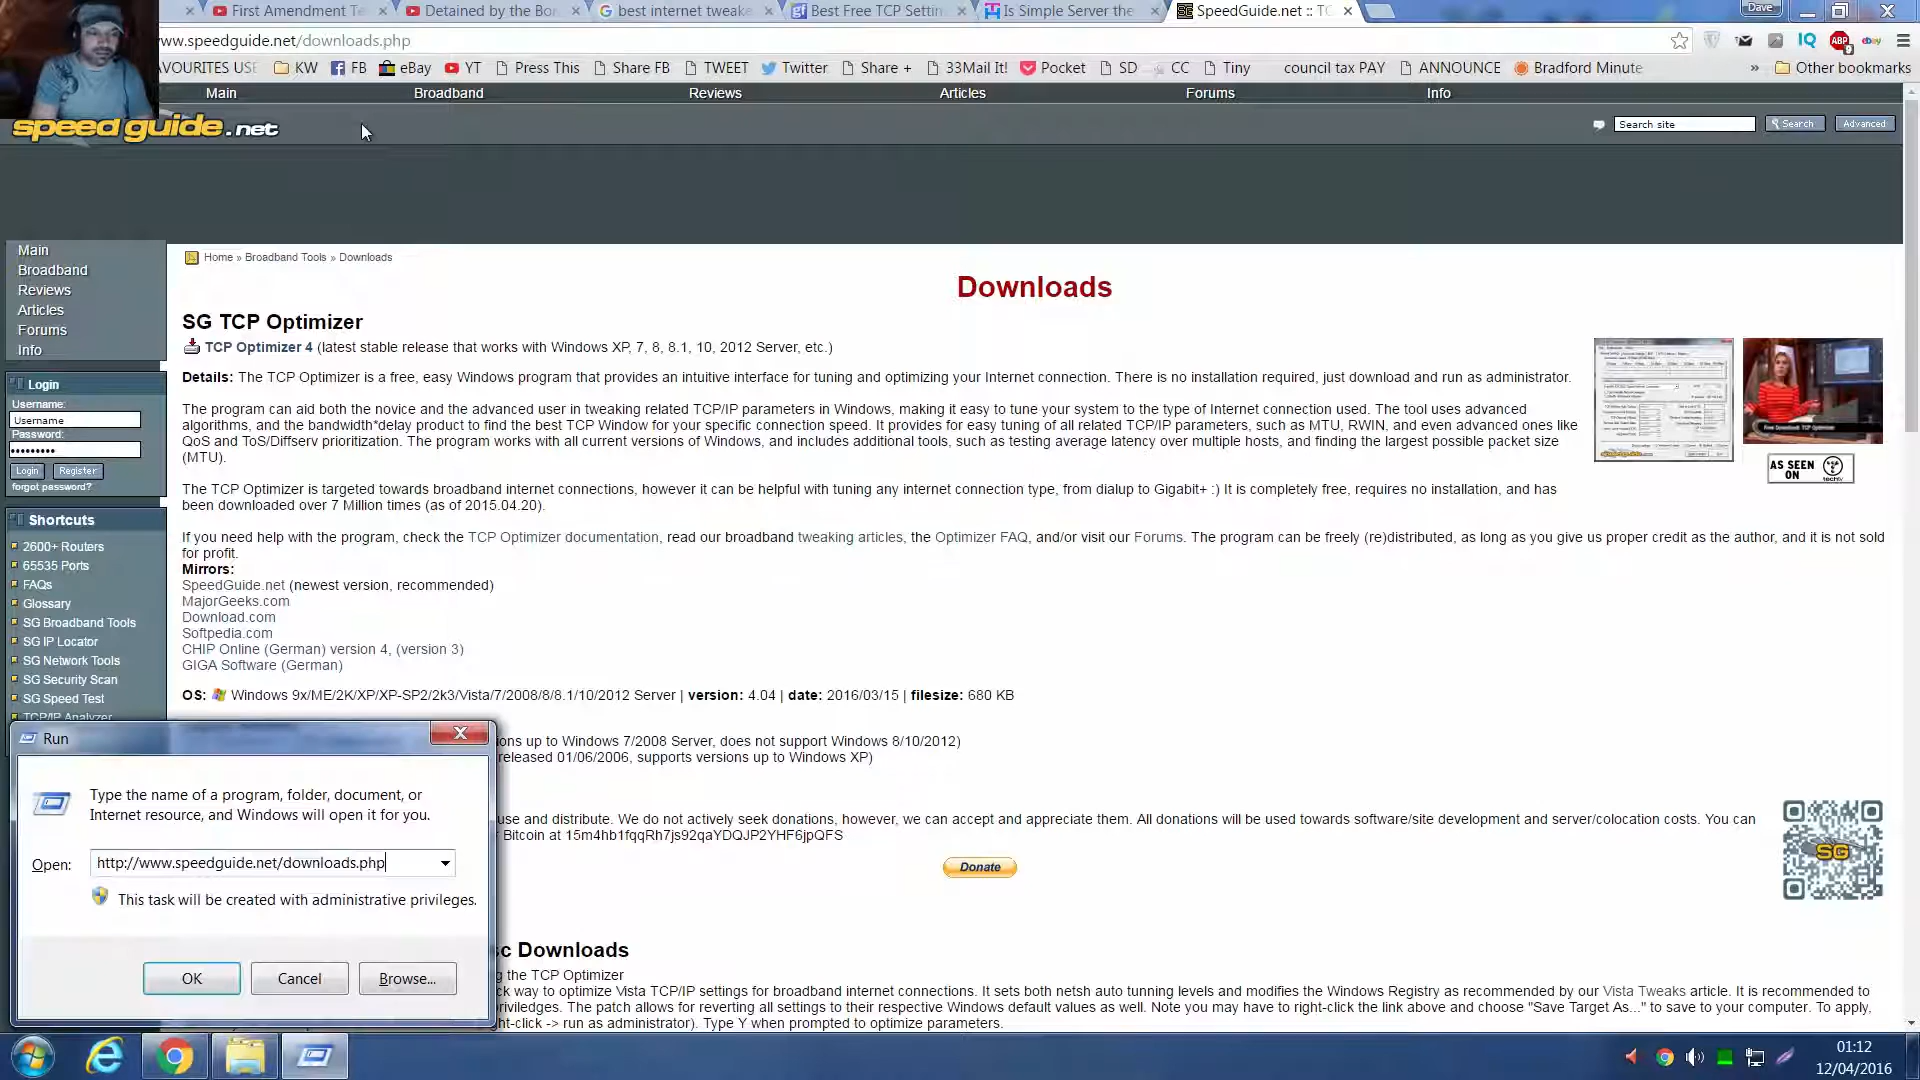 First Amendment Te
Detained by the Bor
best internet tweake
Best Free TCP Settin
Is Simple Server the
SpeedGuide.net :: TC
Dave
www.speedguide.net/downloads.php
ABP
9
ebay
AVOURITES USE
KW
FB
eBay
YT
Press This
Share FB
TWEET
Twitter
Share +
33Mail It!
Pocket
SD
CC
Tiny
council tax PAY
ANNOUNCE
Bradford Minute
»
Other bookmarks
Main
Broadband
Reviews
Articles
Forums
Info
speed guide.net
Search site
Search
Advanced
Main
Broadband
Reviews
Articles
Forums
Info
Login
Username:
Username
Password:
•••••••••
Login
Register
forgot password?
Shortcuts
2600+ Routers
65535 Ports
FAQs
Glossary
SG Broadband Tools
SG IP Locator
SG Network Tools
SG Security Scan
SG Speed Test
TCP/IP Analyzer
Home » Broadband Tools » Downloads
Downloads
SG TCP Optimizer
TCP Optimizer 4 (latest stable release that works with Windows XP, 7, 8, 8.1, 10, 2012 Server, etc.)
Details: The TCP Optimizer is a free, easy Windows program that provides an intuitive interface for tuning and optimizing your Internet connection. There is no installation required, just download and run as administrator.
The program can aid both the novice and the advanced user in tweaking related TCP/IP parameters in Windows, making it easy to tune your system to the type of Internet connection used. The tool uses advanced
algorithms, and the bandwidth*delay product to find the best TCP Window for your specific connection speed. It provides for easy tuning of all related TCP/IP parameters, such as MTU, RWIN, and even advanced ones like
QoS and ToS/Diffserv prioritization. The program works with all current versions of Windows, and includes additional tools, such as testing average latency over multiple hosts, and finding the largest possible packet size
(MTU).
AS SEEN
ON
techtv
The TCP Optimizer is targeted towards broadband internet connections, however it can be helpful with tuning any internet connection type, from dialup to Gigabit+ :) It is completely free, requires no installation, and has
been downloaded over 7 Million times (as of 2015.04.20).
If you need help with the program, check the TCP Optimizer documentation, read our broadband tweaking articles, the Optimizer FAQ, and/or visit our Forums. The program can be freely (re)distributed, as long as you give us proper credit as the author, and it is not sold
for profit.
Mirrors:
SpeedGuide.net (newest version, recommended)
MajorGeeks.com
Download.com
Softpedia.com
CHIP Online (German) version 4, (version 3)
GIGA Software (German)
OS: Windows 9x/ME/2K/XP/XP-SP2/2k3/Vista/7/2008/8/8.1/10/2012 Server | version: 4.04 | date: 2016/03/15 | filesize: 680 KB
ons up to Windows 7/2008 Server, does not support Windows 8/10/2012)
released 01/06/2006, supports versions up to Windows XP)
use and distribute. We do not actively seek donations, however, we can accept and appreciate them. All donations will be used towards software/site development and server/colocation costs. You can
r Bitcoin at 15m4hb1fqqRh7js92qaYDQJP2YHF6jpQFS
Donate
SG
sc Downloads
g the TCP Optimizer
ck way to optimize Vista TCP/IP settings for broadband internet connections. It sets both netsh auto tunning levels and modifies the Windows Registry as recommended by our Vista Tweaks article. It is recommended to
riviledges. The patch allows for reverting all settings to their respective Windows default values as well. Note you may have to right-click the link above and choose "Save Target As..." to save to your computer. To apply,
ght-click -> run as administrator). Type Y when prompted to optimize parameters.
Run
Type the name of a program, folder, document, or
Internet resource, and Windows will open it for you.
Open:
http://www.speedguide.net/downloads.php
This task will be created with administrative privileges.
OK
Cancel
Browse...
01:12
12/04/2016